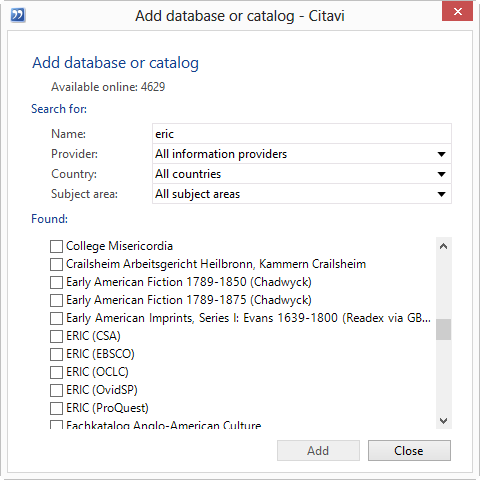 Add database or catalog - Citavi
Add database or catalog
Available online: 4629
Search for:
Name: eric
Provider: All information providers
Country: All countries
Subject area: All subject areas
Found:
College Misericordia
Crailsheim Arbeitsgericht Heilbronn, Kammern Crailsheim
Early American Fiction 1789-1850 (Chadwyck)
Early American Fiction 1789-1875 (Chadwyck)
Early American Imprints, Series I: Evans 1639-1800 (Readex via GB...
ERIC (CSA)
ERIC (EBSCO)
ERIC (OCLC)
ERIC (OvidSP)
ERIC (ProQuest)
Fachkatalog Anglo-American Culture
Add Close